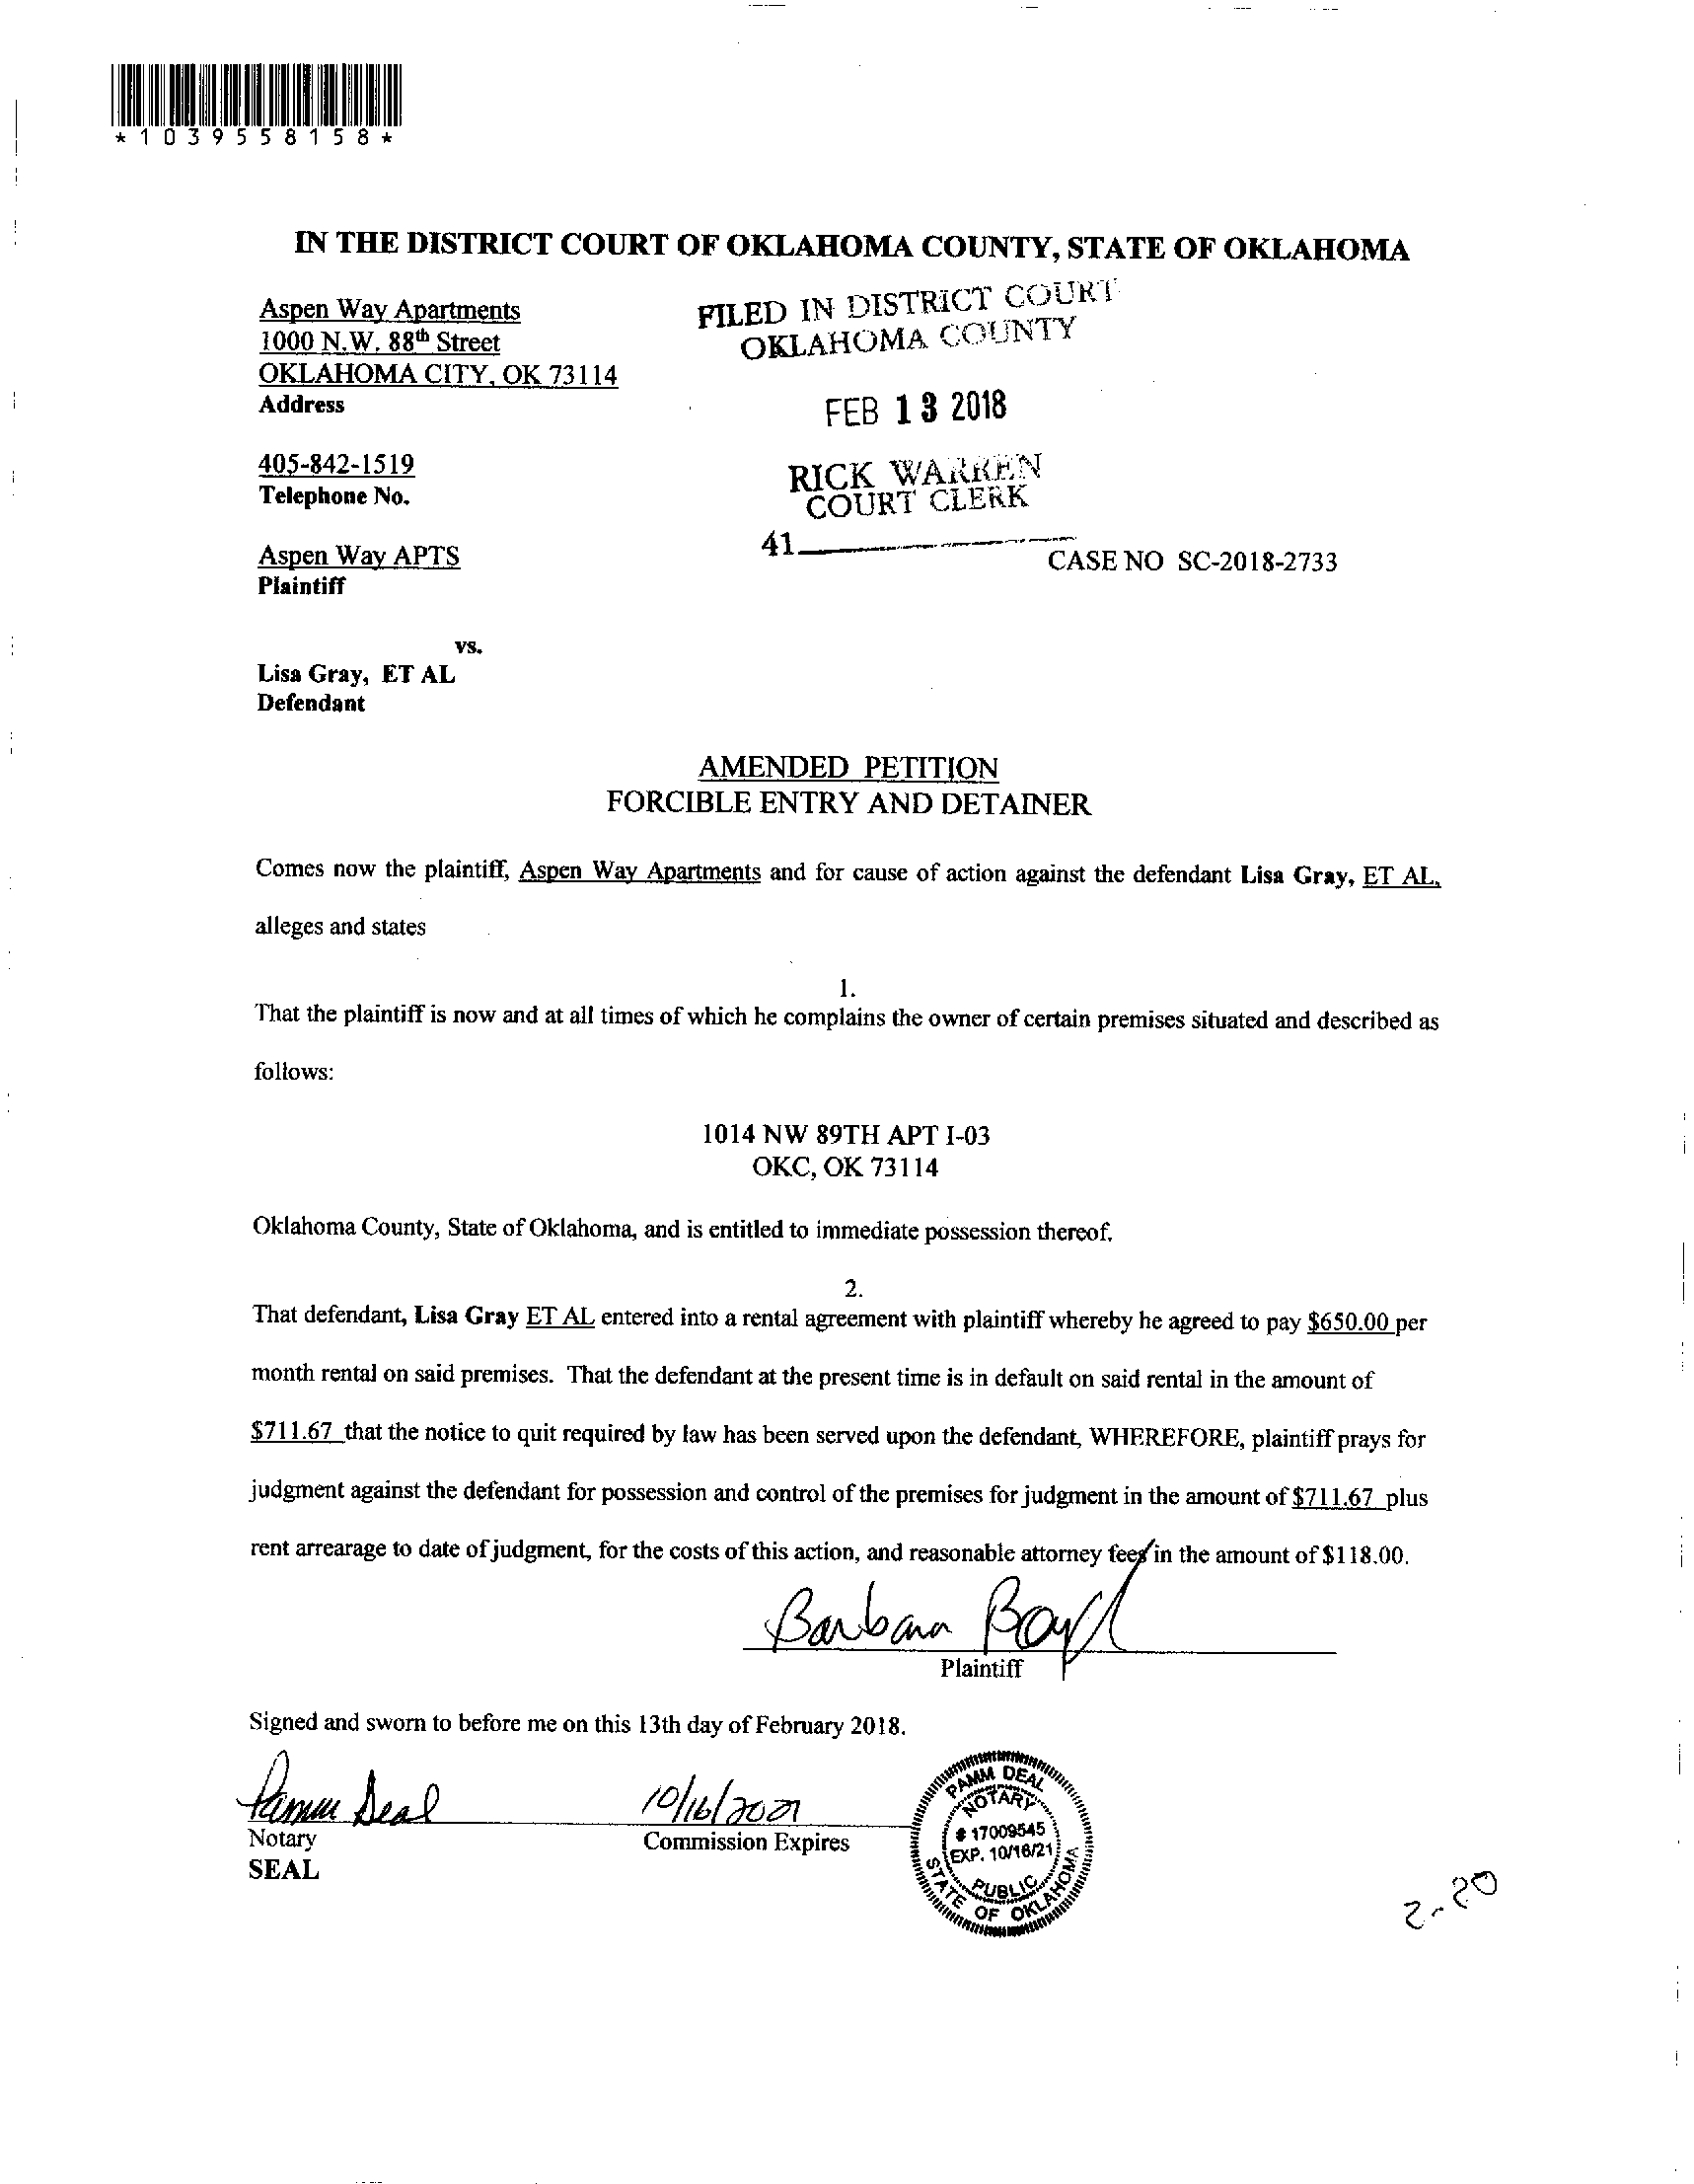 *1039558158*
IN THE DISTRICT COURT OF OKLAHOMA COUNTY, STATE OF OKLAHOMA
Aspen Way Apartments
1000 N.W. 88th Street
OKLAHOMA CITY, OK 73114
Address
FILED IN DISTRICT COURT
OKLAHOMA COUNTY
FEB 13 2018
RICK WARREN
COURT CLERK
41
405-842-1519
Telephone No.
Aspen Way APTS
Plaintiff
CASE NO SC-2018-2733
vs.
Lisa Gray, ET AL
Defendant
AMENDED PETITION
FORCIBLE ENTRY AND DETAINER
Comes now the plaintiff, Aspen Way Apartments and for cause of action against the defendant Lisa Gray, ET AL,
alleges and states
1.
That the plaintiff is now and at all times of which he complains the owner of certain premises situated and described as
follows:
1014 NW 89TH APT I-03
OKC, OK 73114
Oklahoma County, State of Oklahoma, and is entitled to immediate possession thereof.
2.
That defendant, Lisa Gray ET AL entered into a rental agreement with plaintiff whereby he agreed to pay $650.00 per
month rental on said premises. That the defendant at the present time is in default on said rental in the amount of
$711.67 that the notice to quit required by law has been served upon the defendant, WHEREFORE, plaintiff prays for
judgment against the defendant for possession and control of the premises for judgment in the amount of $711.67 plus
rent arrearage to date of judgment, for the costs of this action, and reasonable attorney fees in the amount of $118.00.
Barbara Boyd
Plaintiff
Signed and sworn to before me on this 13th day of February 2018.
Pamm Deal
10/16/2021
Notary
Commission Expires
SEAL
PAMM DEAL
NOTARY
# 17009545
EXP. 10/16/21
PUBLIC
STATE OF OKLAHOMA
2-20